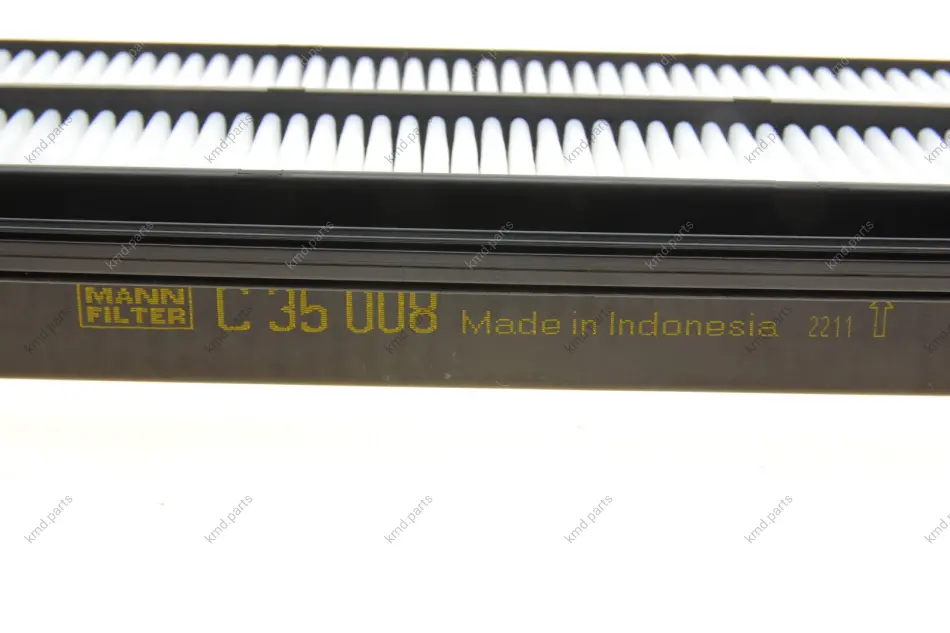 MANN
FILTER
C 35 008 Made in Indonesia 2211
kmd.parts